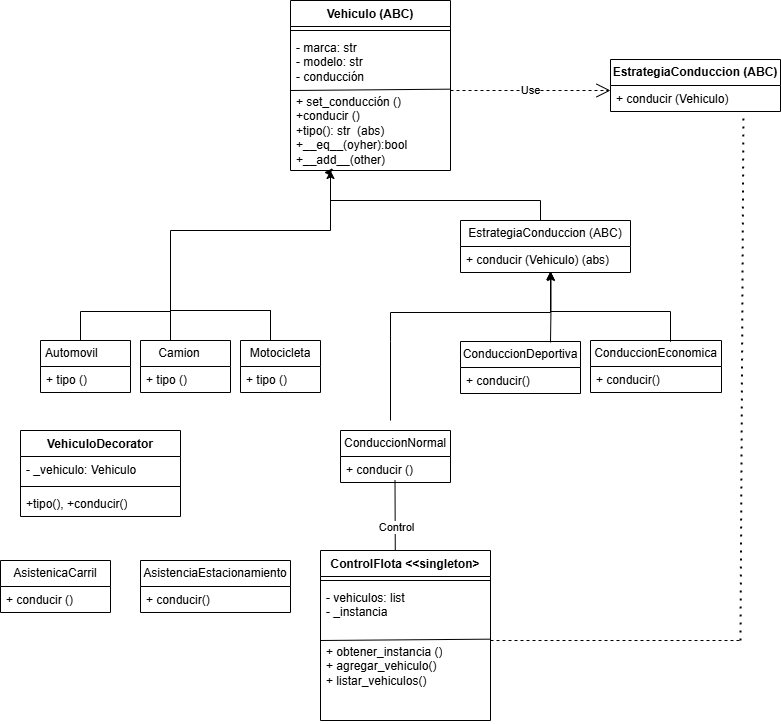 Vehiculo (ABC)
- marca: str
- modelo: str
- conducción
+ set_conducción ()
+conducir ()
+tipo(): str (abs)
+__eq__(oyher):bool
+__add__(other)
Use
EstrategiaConduccion (ABC)
+ conducir (Vehiculo)
EstrategiaConduccion (ABC)
+ conducir (Vehiculo) (abs)
Automovil
+ tipo ()
Camion
+ tipo ()
Motocicleta
+ tipo ()
ConduccionDeportiva
+ conducir()
ConduccionEconomica
+ conducir()
VehiculoDecorator
- _vehiculo: Vehiculo
+tipo(), +conducir()
ConduccionNormal
+ conducir ()
Control
AsistenicaCarril
+ conducir ()
AsistenciaEstacionamiento
+ conducir()
ControlFlota <<singleton>
- vehiculos: list
- _instancia
+ obtener_instancia ()
+ agregar_vehiculo()
+ listar_vehiculos()